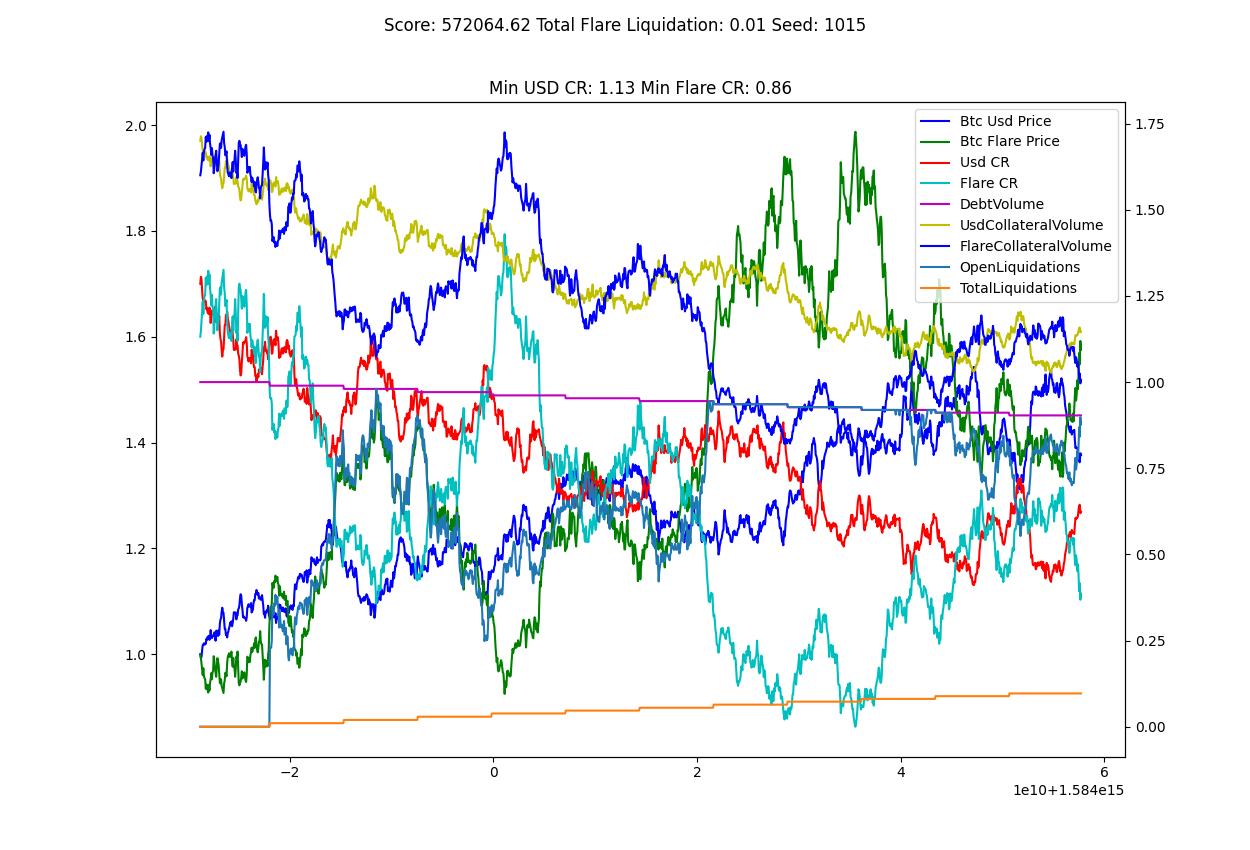 Score: 572064.62 Total Flare Liquidation: 0.01 Seed: 1015
Min USD CR: 1.13 Min Flare CR: 0.86
2.0
1.8
1.6
1.4
1.2
1.0
1.75
1.50
1.25
1.00
0.75
0.50
0.25
0.00
Btc Usd Price
Btc Flare Price
Usd CR
Flare CR
DebtVolume
UsdCollateralVolume
FlareCollateralVolume
OpenLiquidations
TotalLiquidations
−2 0 2 4 6
1e10+1.584e15